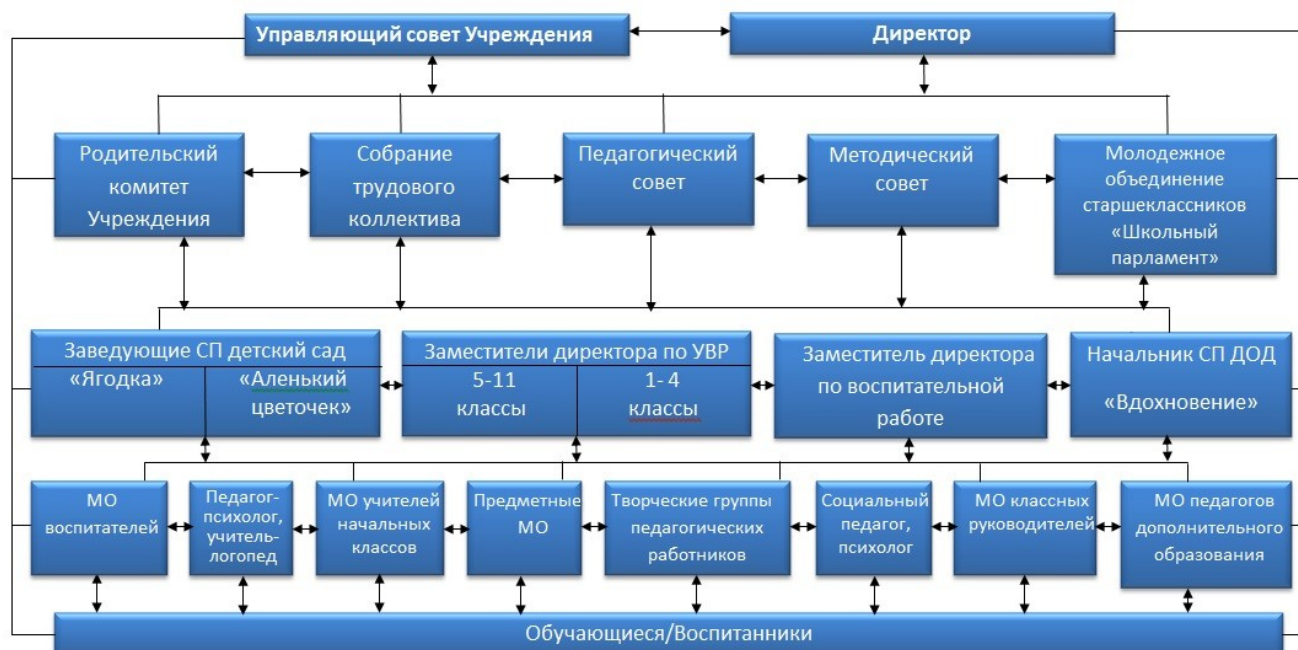 Управляющий совет Учреждения
Директор
Родительский
комитет
Учреждения
Собрание
трудового
коллектива
Педагогический
совет
Методический
совет
Молодежное
объединение
старшеклассников
«Школьный
парламент»
Заведующие СП детский сад
«Ягодка»
«Аленький
цветочек»
Заместители директора по УВР
5-11
классы
1- 4
классы
Заместитель директора
по воспитательной
работе
Начальник СП ДОД
«Вдохновение»
МО
воспитателей
Педагог-
психолог,
учитель-
логопед
МО учителей
начальных
классов
Предметные
МО
Творческие группы
педагогических
работников
Социальный
педагог,
психолог
МО классных
руководителей
МО педагогов
дополнительного
образования
Обучающиеся/Воспитанники